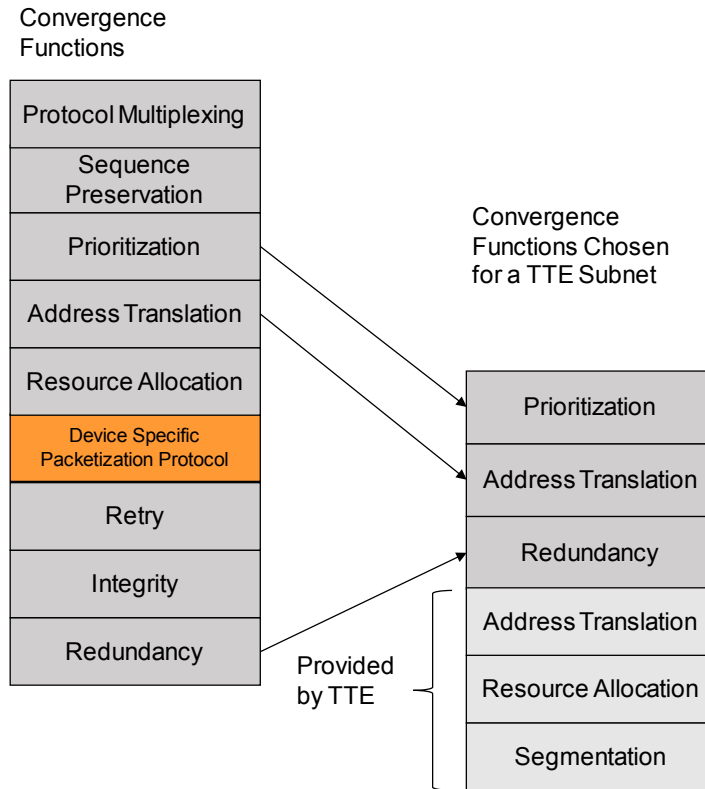 Convergence
Functions
Protocol Multiplexing
Sequence
Preservation
Prioritization
Address Translation
Resource Allocation
Device Specific
Packetization Protocol
Retry
Integrity
Redundancy
Convergence
Functions Chosen
for a TTE Subnet
Prioritization
Address Translation
Redundancy
Address Translation
Resource Allocation
Segmentation
Provided
by TTE